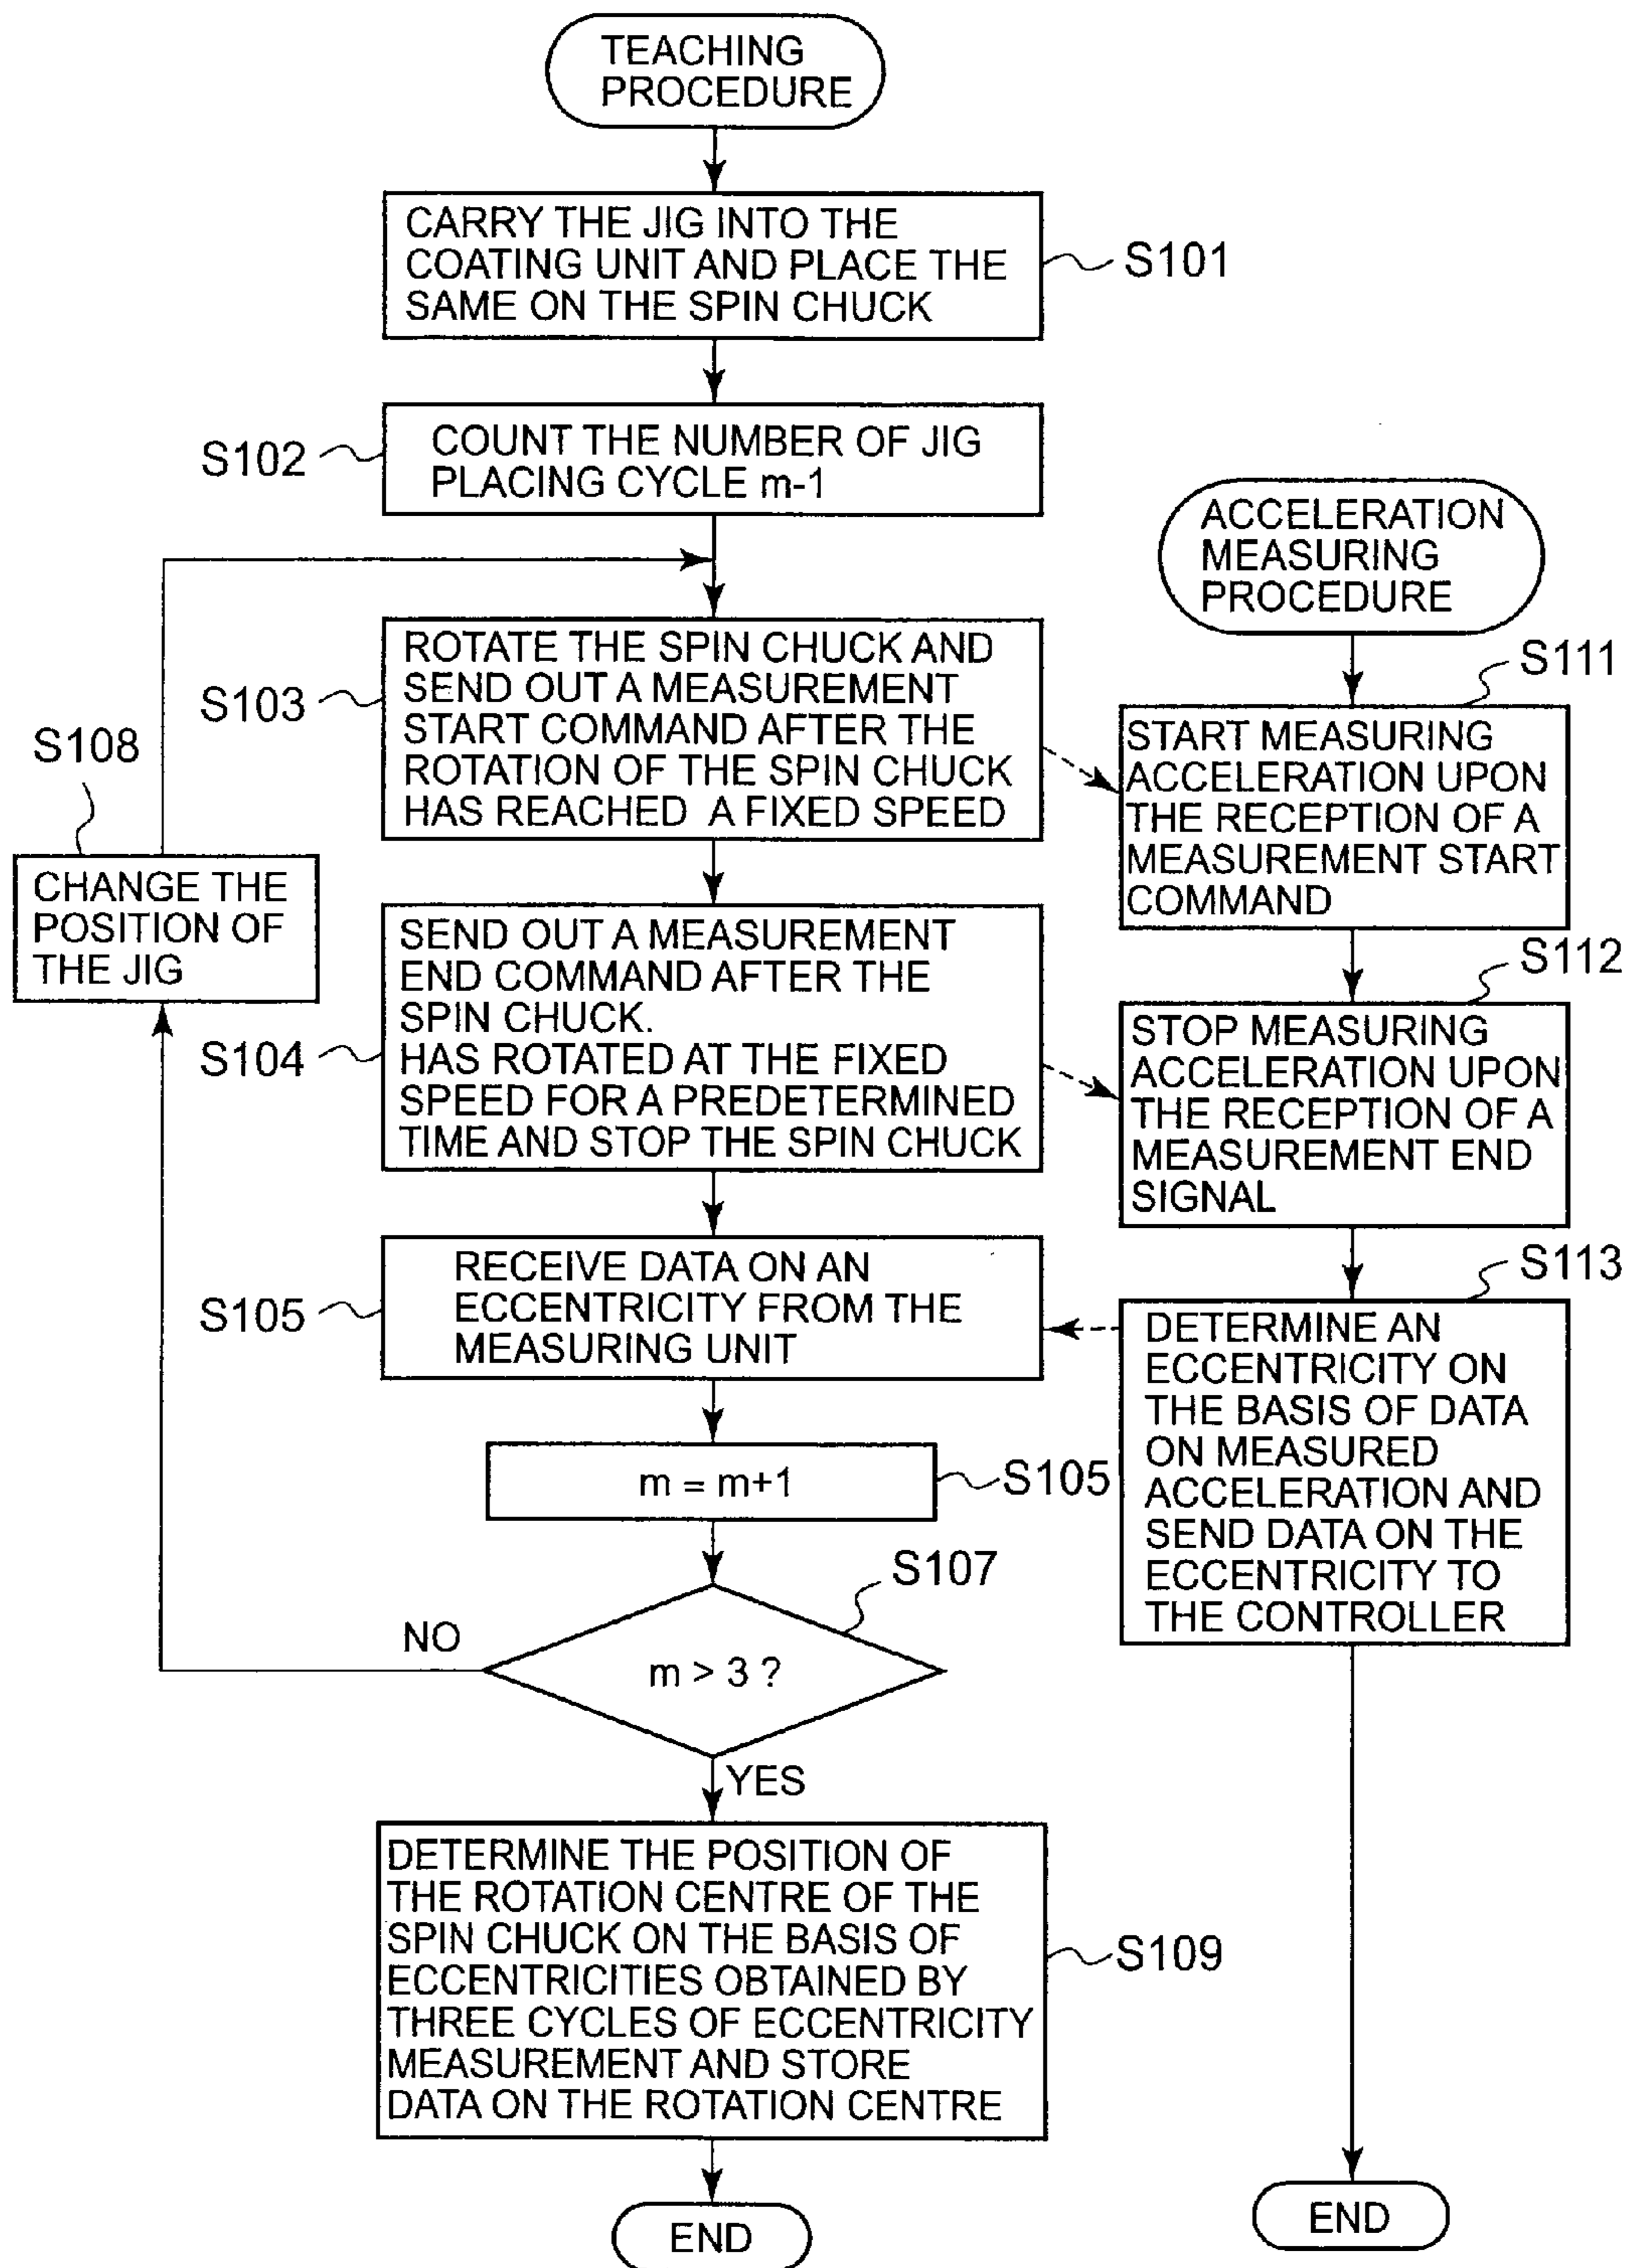 TEACHING
PROCEDURE
CARRY THE JIG INTO THE
COATING UNIT AND PLACE THE
SAME ON THE SPIN CHUCK
S101
COUNT THE NUMBER OF JIG
PLACING CYCLE m-1
S102
ROTATE THE SPIN CHUCK AND
SEND OUT A MEASUREMENT
START COMMAND AFTER THE
ROTATION OF THE SPIN CHUCK
HAS REACHED A FIXED SPEED
S103
S108
CHANGE THE
POSITION OF
THE JIG
SEND OUT A MEASUREMENT
END COMMAND AFTER THE
SPIN CHUCK.
HAS ROTATED AT THE FIXED
SPEED FOR A PREDETERMINED
TIME AND STOP THE SPIN CHUCK
S104
RECEIVE DATA ON AN
ECCENTRICITY FROM THE
MEASURING UNIT
S105
m = m+1
S105
S107
m > 3 ?
NO
YES
DETERMINE THE POSITION OF
THE ROTATION CENTRE OF THE
SPIN CHUCK ON THE BASIS OF
ECCENTRICITIES OBTAINED BY
THREE CYCLES OF ECCENTRICITY
MEASUREMENT AND STORE
DATA ON THE ROTATION CENTRE
S109
END
ACCELERATION
MEASURING
PROCEDURE
S111
START MEASURING
ACCELERATION UPON
THE RECEPTION OF A
MEASUREMENT START
COMMAND
S112
STOP MEASURING
ACCELERATION UPON
THE RECEPTION OF A
MEASUREMENT END
SIGNAL
S113
DETERMINE AN
ECCENTRICITY ON
THE BASIS OF DATA
ON MEASURED
ACCELERATION AND
SEND DATA ON THE
ECCENTRICITY TO
THE CONTROLLER
END